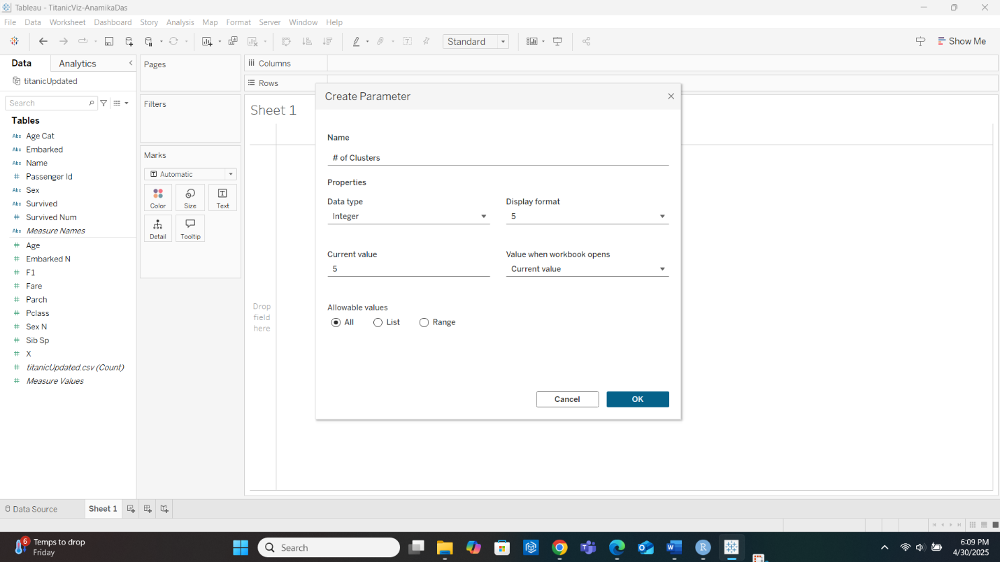 Tableau - TitanicViz-AnamikaDas
File Data Worksheet Dashboard Story Analysis Map Format Server Window Help
Standard
Show Me
Data
Analytics
titanicUpdated
Search
Tables
Abc Age Cat
Abc Embarked
Abc Name
# Passenger Id
Abc Sex
Abc Survived
# Survived Num
Abc Measure Names
# Age
# Embarked N
# F1
# Fare
# Parch
# Pclass
# Sex N
# Sib Sp
# X
# titanicUpdated.csv (Count)
# Measure Values
Pages
Filters
Marks
Automatic
Color Size Text
Detail Tooltip
Columns
Rows
Sheet 1
Drop
field
here
Create Parameter
Name
# of Clusters
Properties
Data type
Display format
Integer
5
Current value
Value when workbook opens
5
Current value
Allowable values
All List Range
Cancel
OK
Data Source
Sheet 1
6
Temps to drop
Friday
Search
6:09 PM
4/30/2025